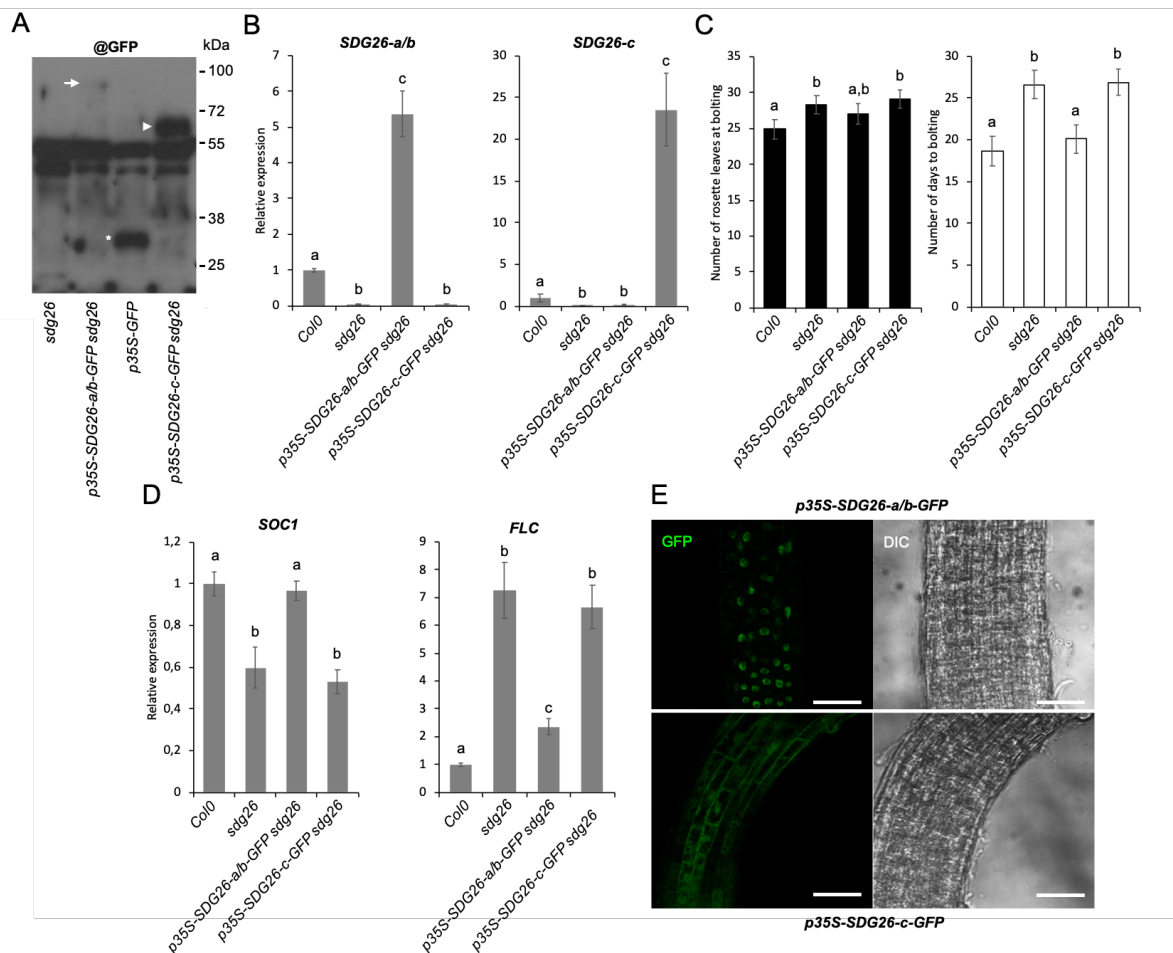 A
@GFP
kDa
100
72
55
38
25
*
sdg26
p35S-SDG26-a/b-GFP sdg26
p35S-GFP
p35S-SDG26-c-GFP sdg26
B
SDG26-a/b
Relative expression
7
6
5
4
3
2
1
0
a
b
c
b
Col0
sdg26
p35S-SDG26-a/b-GFP sdg26
p35S-SDG26-c-GFP sdg26
SDG26-c
30
25
20
15
10
5
0
a
b
b
c
Col0
sdg26
p35S-SDG26-a/b-GFP sdg26
p35S-SDG26-c-GFP sdg26
C
Number of rosette leaves at bolting
35
30
25
20
15
10
5
0
a
b
a,b
b
Col0
sdg26
p35S-SDG26-a/b-GFP sdg26
p35S-SDG26-c-GFP sdg26
Number of days to bolting
30
25
20
15
10
5
0
a
b
a
b
Col0
sdg26
p35S-SDG26-a/b-GFP sdg26
p35S-SDG26-c-GFP sdg26
D
SOC1
Relative expression
1,2
1
0,8
0,6
0,4
0,2
0
a
b
a
b
Col0
sdg26
p35S-SDG26-a/b-GFP sdg26
p35S-SDG26-c-GFP sdg26
FLC
9
8
7
6
5
4
3
2
1
0
a
b
c
b
Col0
sdg26
p35S-SDG26-a/b-GFP sdg26
p35S-SDG26-c-GFP sdg26
E
p35S-SDG26-a/b-GFP
GFP
DIC
p35S-SDG26-c-GFP